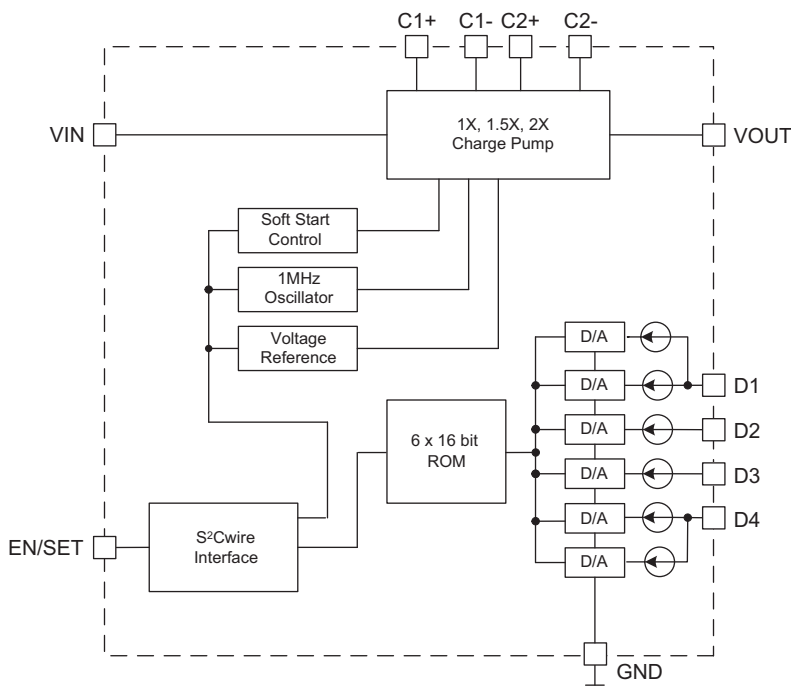 C1+ C1- C2+ C2-
VIN
1X, 1.5X, 2X
Charge Pump
VOUT
Soft Start
Control
1MHz
Oscillator
Voltage
Reference
D/A
D/A
D1
D/A
D2
6 x 16 bit
ROM
D/A
D3
D/A
D4
EN/SET
S²Cwire
Interface
D/A
GND